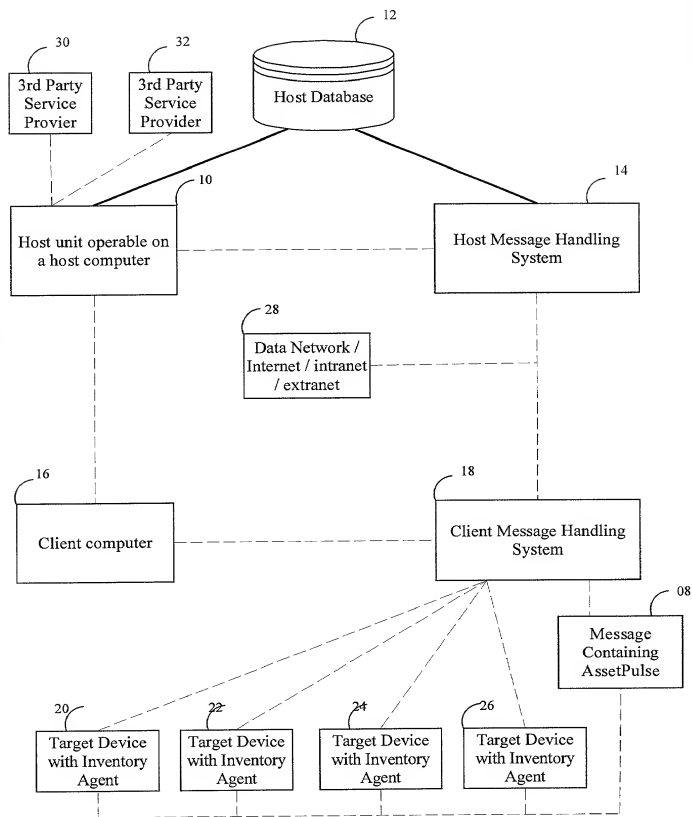 30
32
12
3rd Party
Service
Provier
3rd Party
Service
Provider
Host Database
10
14
Host unit operable on
a host computer
Host Message Handling
System
28
Data Network /
Internet / intranet
/ extranet
16
18
Client computer
Client Message Handling
System
08
Message
Containing
AssetPulse
20
22
24
26
Target Device
with Inventory
Agent
Target Device
with Inventory
Agent
Target Device
with Inventory
Agent
Target Device
with Inventory
Agent